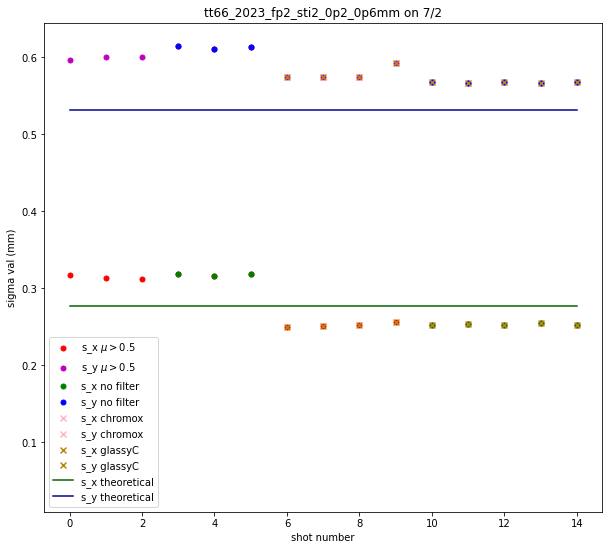 tt66_2023_fp2_sti2_0p2_0p6mm on 7/2
sigma val (mm)
0.6
0.5
0.4
0.3
0.2
0.1
s_x μ > 0.5
s_y μ > 0.5
s_x no filter
s_y no filter
s_x chromox
s_y chromox
s_x glassyC
s_y glassyC
s_x theoretical
s_y theoretical
0 2 4 6 8 10 12 14
shot number